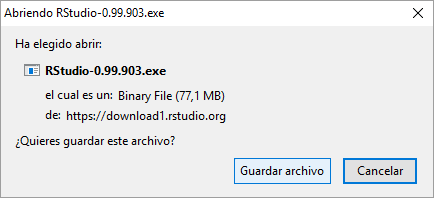 Abriendo RStudio-0.99.903.exe
Ha elegido abrir:
RStudio-0.99.903.exe
el cual es un: Binary File (77,1 MB)
de: https://download1.rstudio.org
¿Quieres guardar este archivo?
Guardar archivo Cancelar